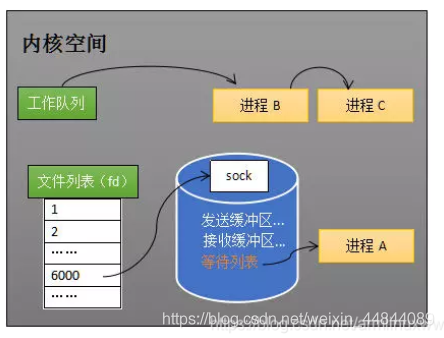 内核空间
工作队列
进程 B
进程 C
文件列表（fd）
1
2
……
6000
……
sock
发送缓冲区...
接收缓冲区...
等待列表
进程 A
https://blog.csdn.net/weixin_44844089